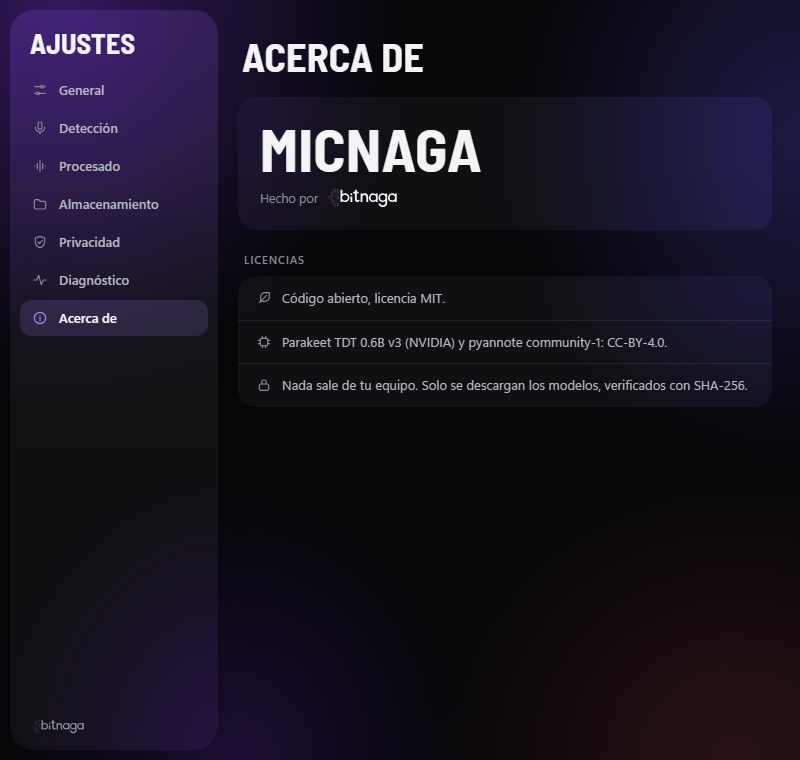 AJUSTES
General
Detección
Procesado
Almacenamiento
Privacidad
Diagnóstico
Acerca de
bitnaga
ACERCA DE
MICNAGA
Hecho por bitnaga
LICENCIAS
Código abierto, licencia MIT.
Parakeet TDT 0.6B v3 (NVIDIA) y pyannote community-1: CC-BY-4.0.
Nada sale de tu equipo. Solo se descargan los modelos, verificados con SHA-256.